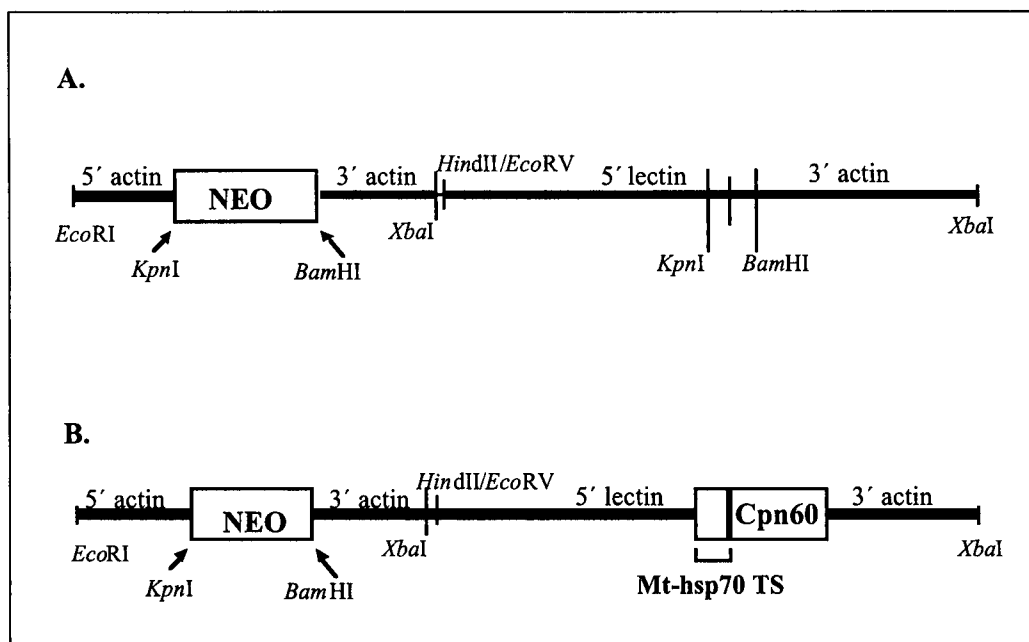 A.
HindII/EcoRV
5´ actin 3´ actin 5´ lectin 3´ actin
NEO
EcoRI XbaI XbaI
KpnI BamHI KpnI BamHI
B.
HindII/EcoRV
5´ actin 3´ actin 5´ lectin 3´ actin
NEO Cpn60
EcoRI XbaI XbaI
KpnI BamHI Mt-hsp70 TS